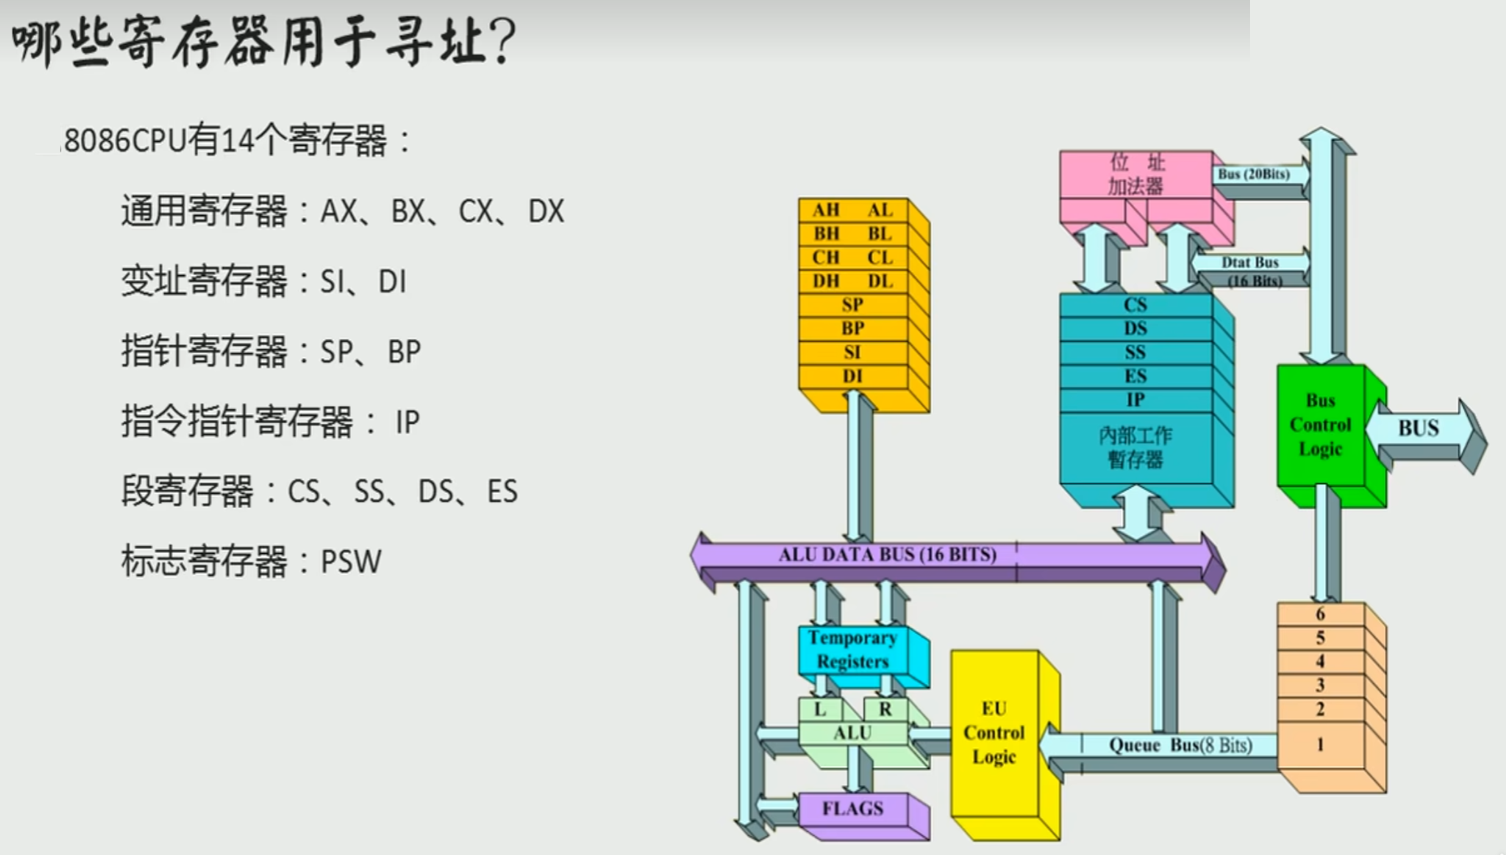 哪些寄存器用于寻址?
8086CPU有14个寄存器：
通用寄存器：AX、BX、CX、DX
变址寄存器：SI、DI
指针寄存器：SP、BP
指令指针寄存器： IP
段寄存器：CS、SS、DS、ES
标志寄存器：PSW
AH AL
BH BL
CH CL
DH DL
SP
BP
SI
DI
位 址
加法器
Bus (20Bits)
Dtat Bus
(16 Bits)
CS
DS
SS
ES
IP
內部工作
暫存器
Bus
Control
Logic
BUS
ALU DATA BUS (16 BITS)
Temporary
Registers
L R
ALU
FLAGS
EU
Control
Logic
Queue Bus(8 Bits)
6
5
4
3
2
1